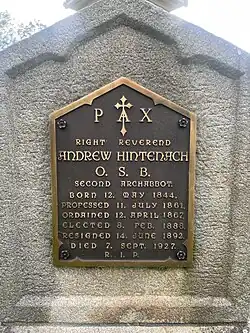 PAX
RIGHT REVEREND
ANDREW HINTENACH
O. S. B.
SECOND ARCHABBOT.
BORN 12. MAY 1844.
PROFESSED 11. JULY 1861.
ORDAINED 12. APRIL 1867.
ELECTED 8. FEB. 1888.
RESIGNED 14. JUNE 1892.
DIED 7. SEPT. 1927.
R. I. P.